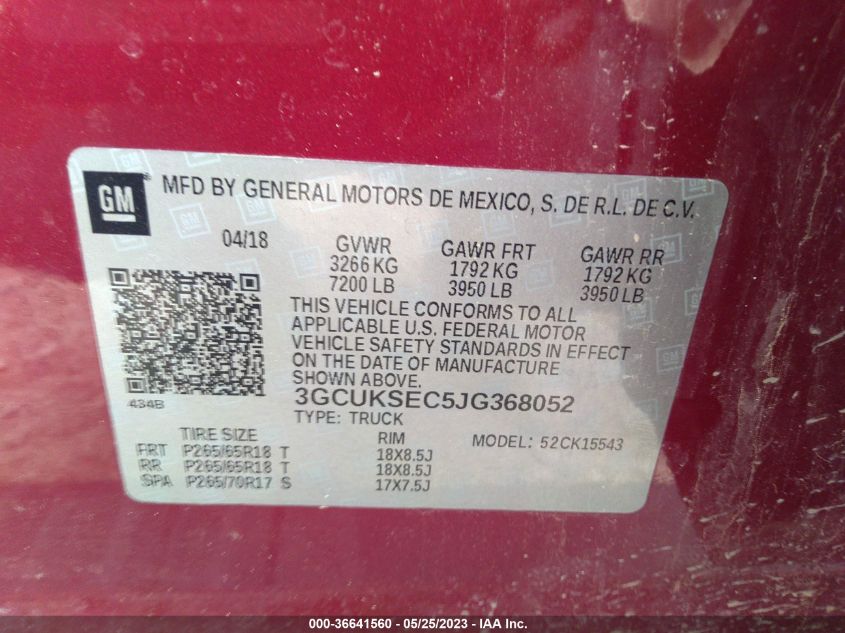 GM
MFD BY GENERAL MOTORS DE MEXICO, S. DE R.L. DE C.V.
04/18 GVWR GAWR FRT GAWR RR
3266 KG 1792 KG 1792 KG
7200 LB 3950 LB 3950 LB
THIS VEHICLE CONFORMS TO ALL
APPLICABLE U.S. FEDERAL MOTOR
VEHICLE SAFETY STANDARDS IN EFFECT
ON THE DATE OF MANUFACTURE
SHOWN ABOVE.
434B
3GCUKSEC5JG368052
TYPE: TRUCK
MODEL: 52CK15543
TIRE SIZE RIM
FRT P265/65R18 T 18X8.5J
RR P265/65R18 T 18X8.5J
SPA P265/70R17 S 17X7.5J
000-36641560 — 05/25/2023 — IAA Inc.